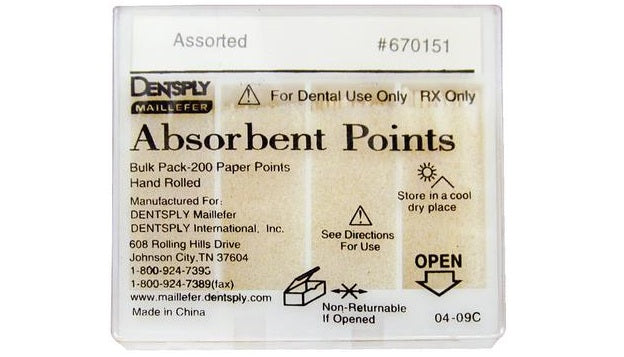 Assorted #670151
DENTSPLY
MAILLEFER
For Dental Use Only RX Only
Absorbent Points
Bulk Pack-200 Paper Points
Hand Rolled
Manufactured For:
DENTSPLY Maillefer
DENTSPLY International, Inc.
608 Rolling Hills Drive
Johnson City,TN 37604
1-800-924-7393
1-800-924-7389(fax)
www.maillefer.dentsply.com
Made in China
See Directions
For Use
Store in a cool
dry place
OPEN
Non-Returnable
If Opened
04-09C